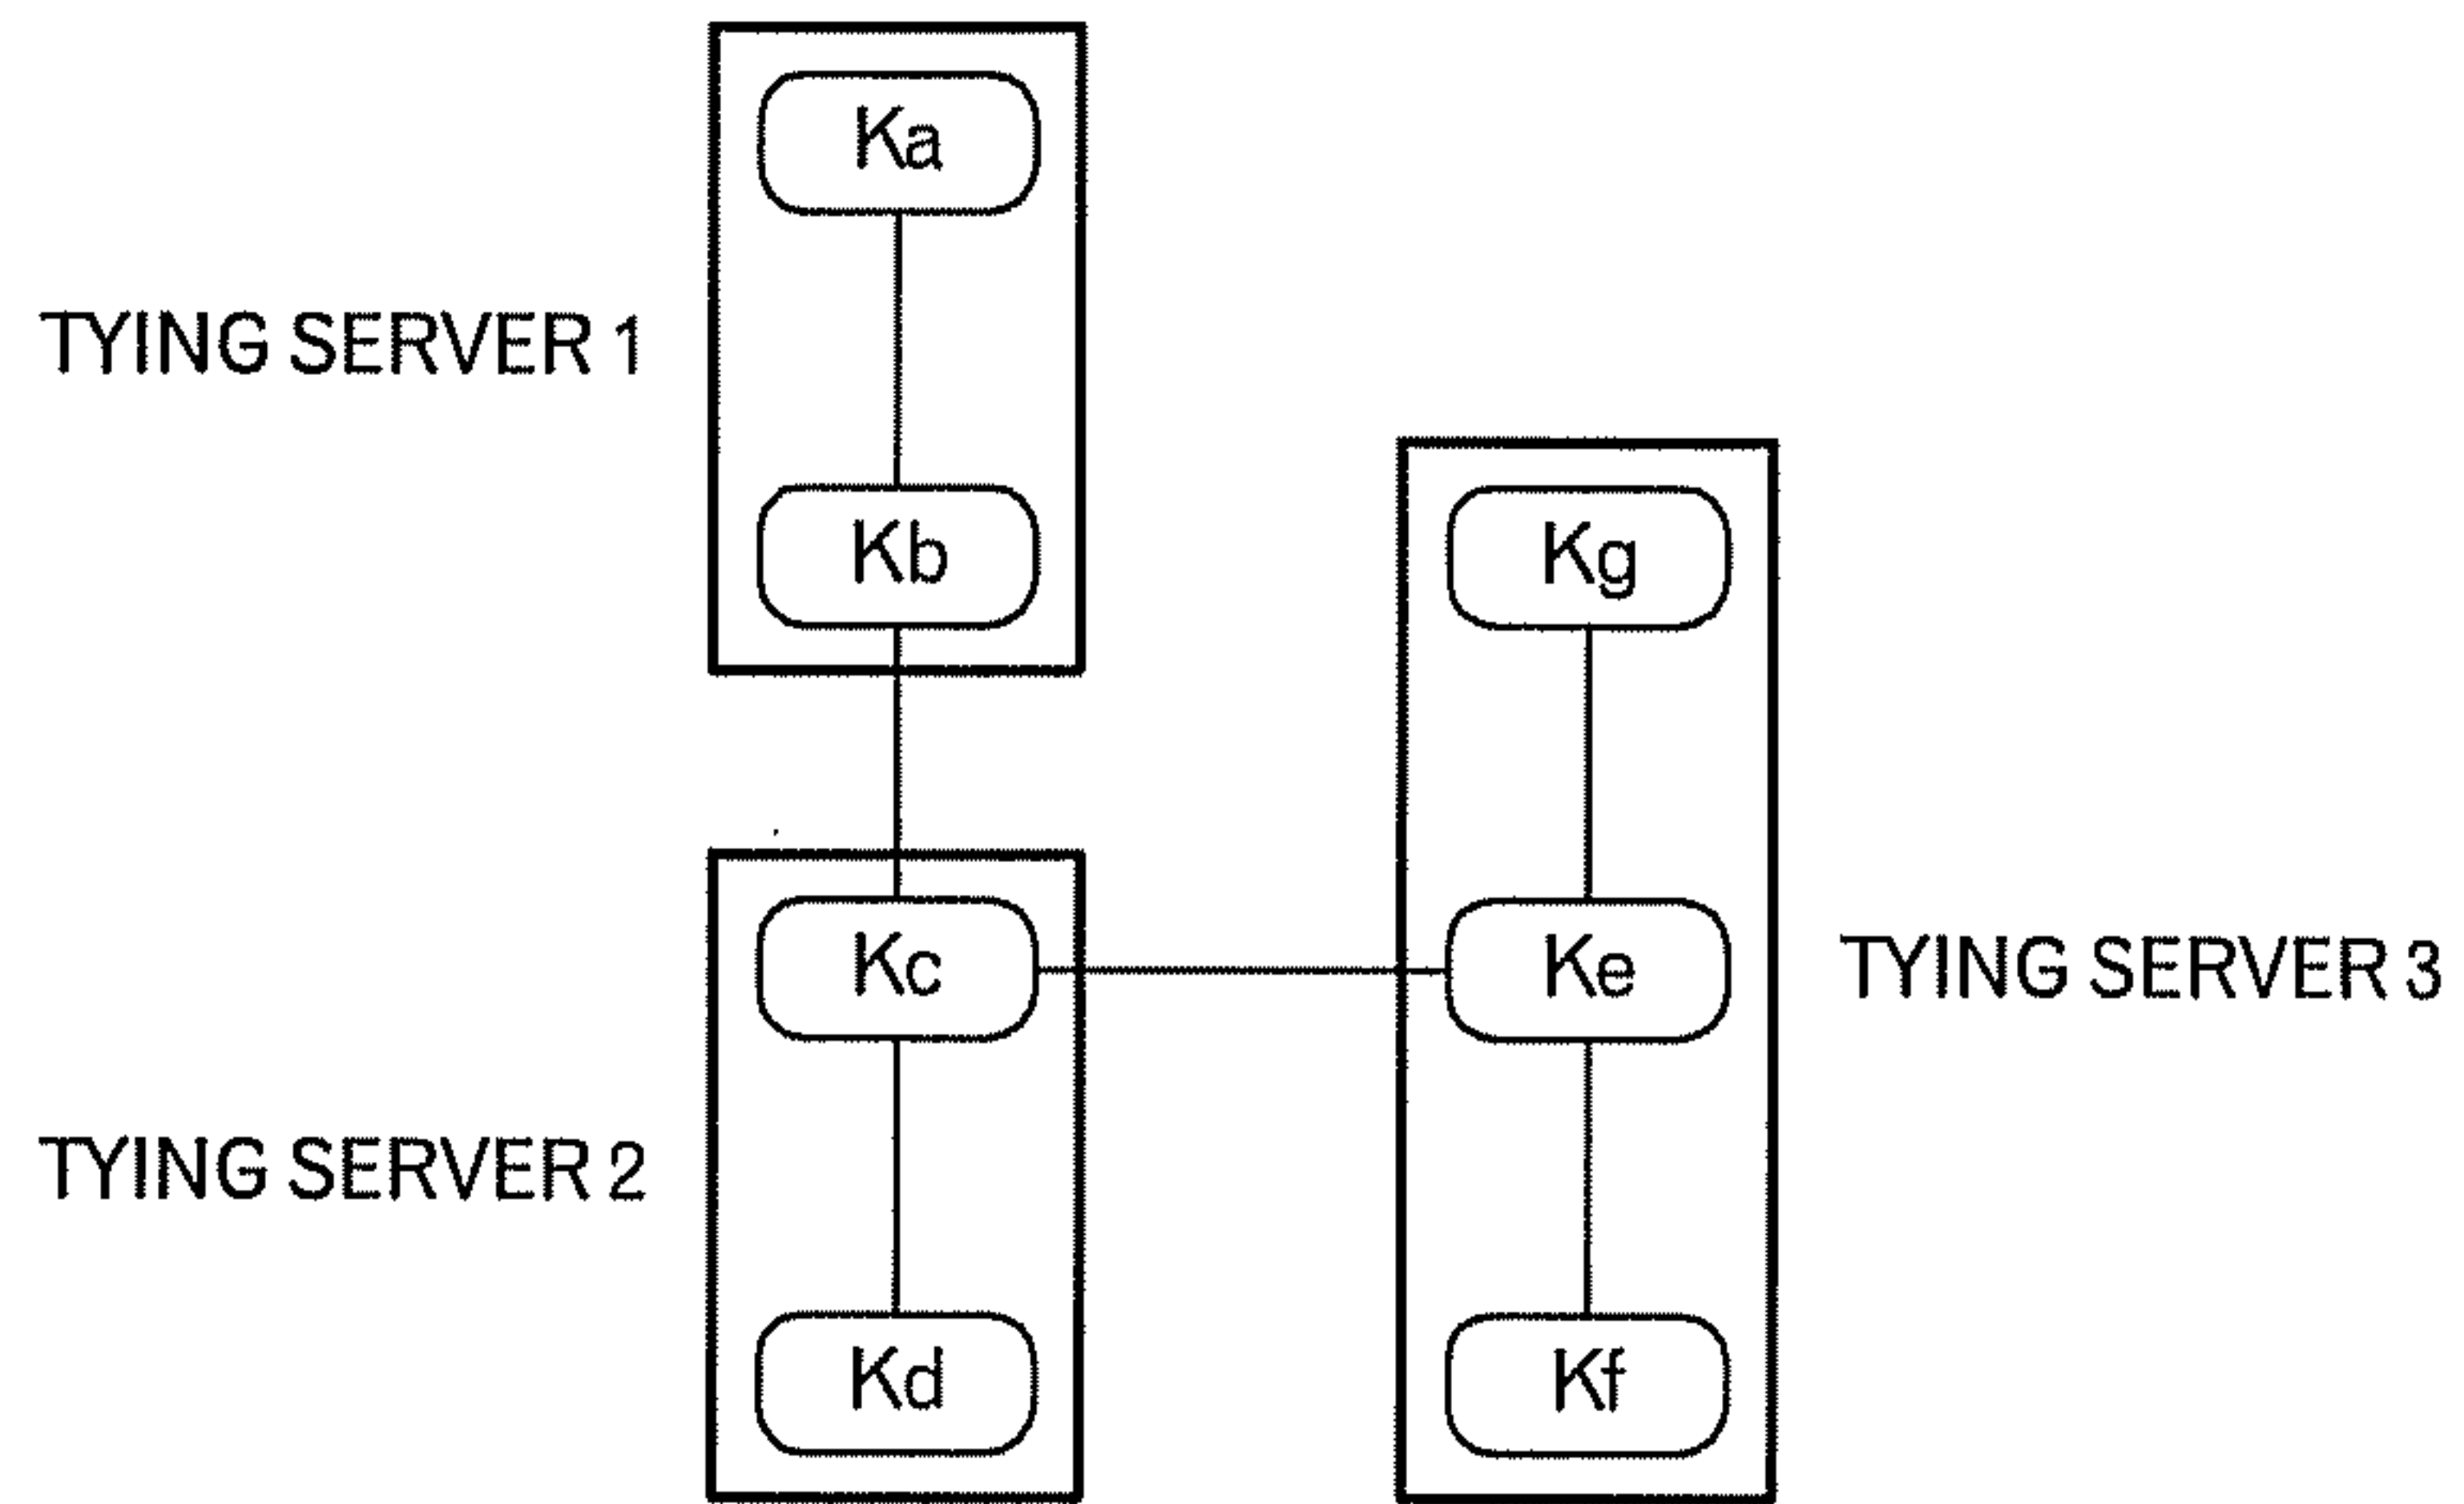 Ka
TYING SERVER 1
Kb
Kg
Kc
Ke
TYING SERVER 3
TYING SERVER 2
Kd
Kf